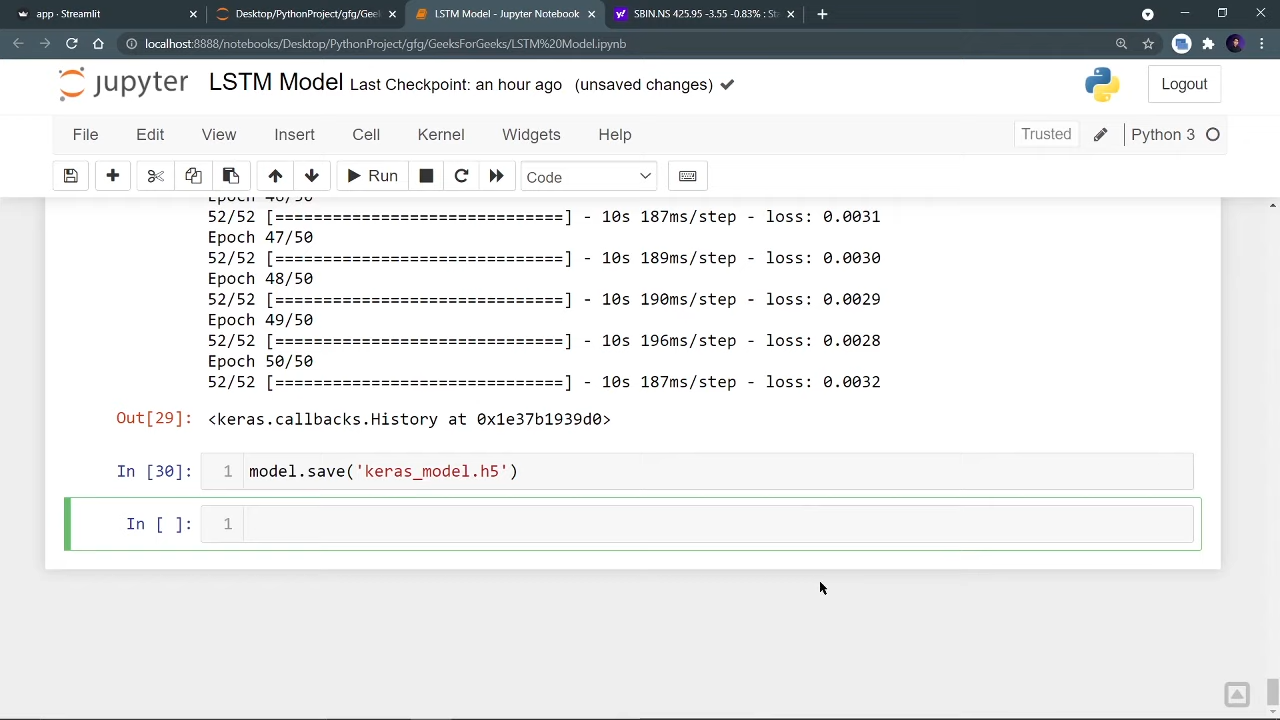 app · Streamlit
Desktop/PythonProject/gfg/Gee
LSTM Model - Jupyter Notebook
SBIN.NS 425.95 -3.55 -0.83% : St
localhost:8888/notebooks/Desktop/PythonProject/gfg/GeeksForGeeks/LSTM%20Model.ipynb
jupyter LSTM Model Last Checkpoint: an hour ago (unsaved changes)
Logout
File Edit View Insert Cell Kernel Widgets Help
Trusted Python 3
Run Code
Epoch 46/50
52/52 [==============================] - 10s 187ms/step - loss: 0.0031
Epoch 47/50
52/52 [==============================] - 10s 189ms/step - loss: 0.0030
Epoch 48/50
52/52 [==============================] - 10s 190ms/step - loss: 0.0029
Epoch 49/50
52/52 [==============================] - 10s 196ms/step - loss: 0.0028
Epoch 50/50
52/52 [==============================] - 10s 187ms/step - loss: 0.0032
Out[29]: <keras.callbacks.History at 0x1e37b1939d0>
In [30]: 1 model.save('keras_model.h5')
In [ ]: 1